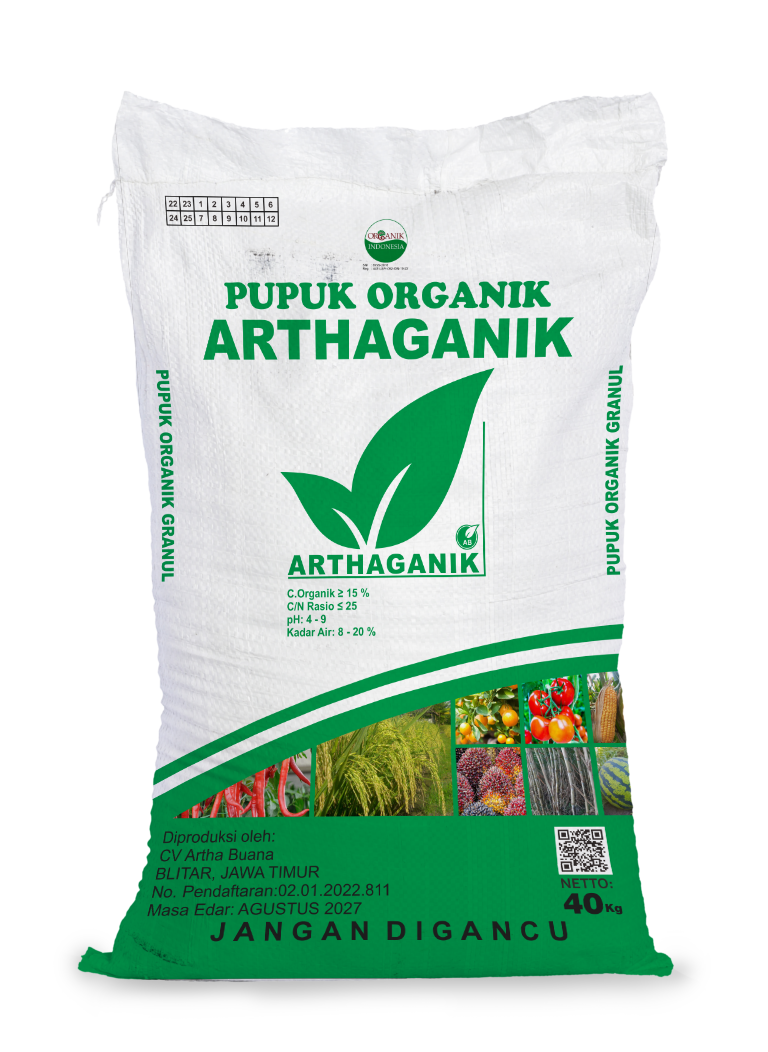 22 23 1 2 3 4 5 6
24 25 7 8 9 10 11 12
ORGANIK
INDONESIA
PUPUK ORGANIK
ARTHAGANIK
PUPUK ORGANIK GRANUL
PUPUK ORGANIK GRANUL
AB
ARTHAGANIK
C.Organik ≥ 15 %
C/N Rasio ≤ 25
pH: 4 - 9
Kadar Air: 8 - 20 %
Diproduksi oleh:
CV Artha Buana
BLITAR, JAWA TIMUR
No. Pendaftaran:02.01.2022.811
Masa Edar: AGUSTUS 2027
NETTO:
40 Kg
JANGAN DIGANCU